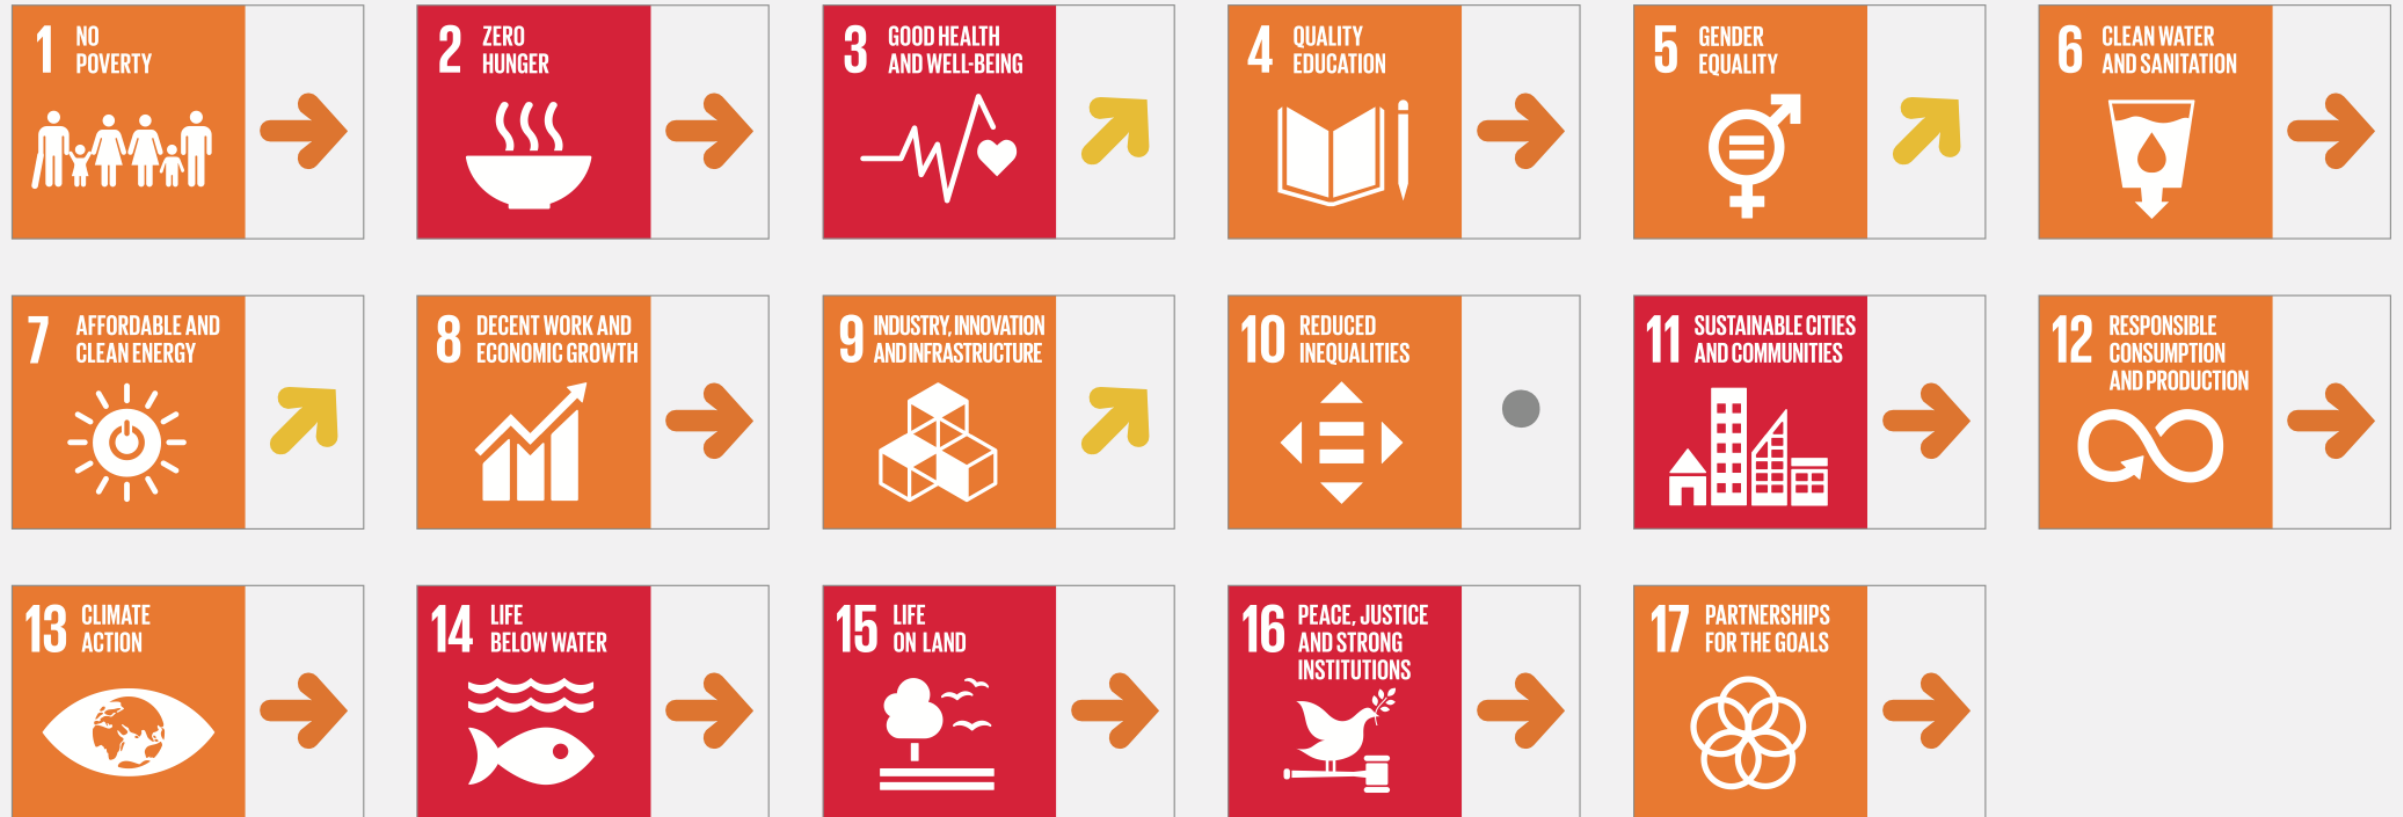 1 NO
POVERTY
2 ZERO
HUNGER
3 GOOD HEALTH
AND WELL-BEING
4 QUALITY
EDUCATION
5 GENDER
EQUALITY
6 CLEAN WATER
AND SANITATION
7 AFFORDABLE AND
CLEAN ENERGY
8 DECENT WORK AND
ECONOMIC GROWTH
9 INDUSTRY, INNOVATION
AND INFRASTRUCTURE
10 REDUCED
INEQUALITIES
11 SUSTAINABLE CITIES
AND COMMUNITIES
12 RESPONSIBLE
CONSUMPTION
AND PRODUCTION
13 CLIMATE
ACTION
14 LIFE
BELOW WATER
15 LIFE
ON LAND
16 PEACE, JUSTICE
AND STRONG
INSTITUTIONS
17 PARTNERSHIPS
FOR THE GOALS